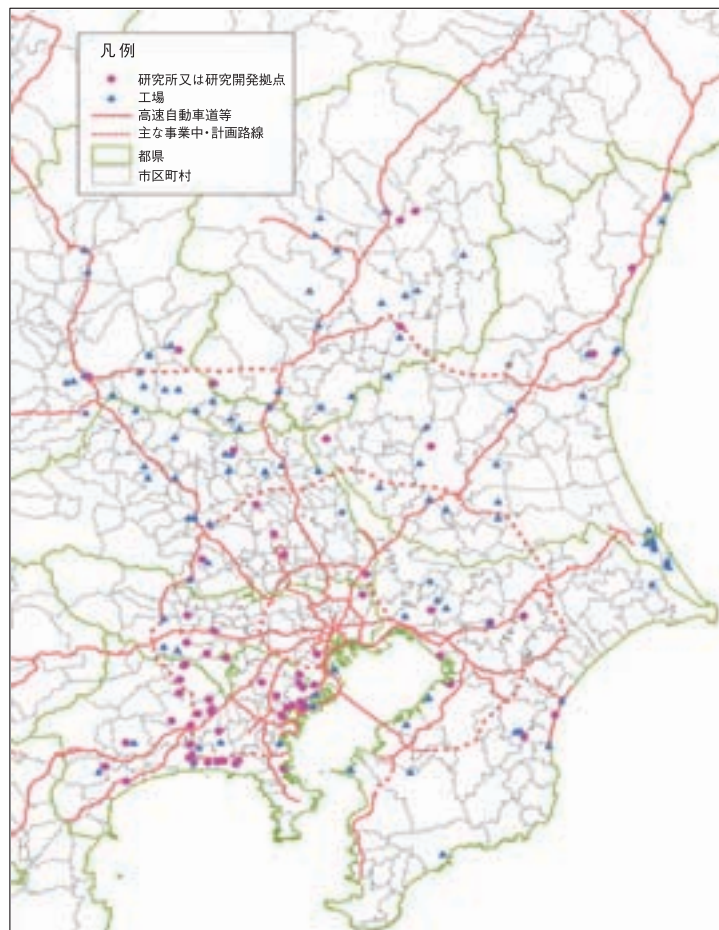 凡例
研究所又は研究開発拠点
工場
高速自動車道等
主な事業中・計画路線
都県
市区町村